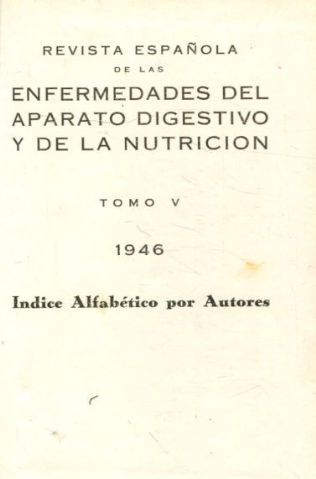 REVISTA ESPAÑOLA
DE LAS
ENFERMEDADES DEL
APARATO DIGESTIVO
Y DE LA NUTRICION
TOMO V
1946
Indice Alfabético por Autores